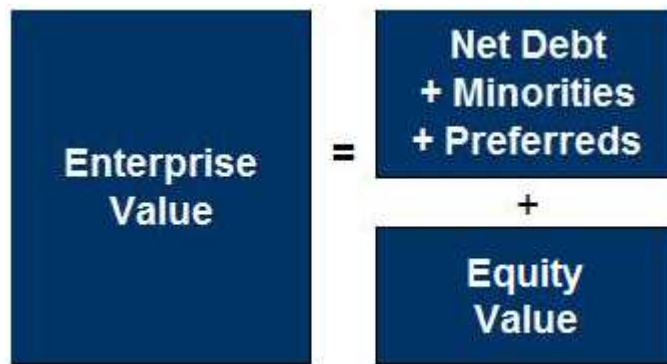 Enterprise
Value
=
Net Debt
+ Minorities
+ Preferreds
+
Equity
Value